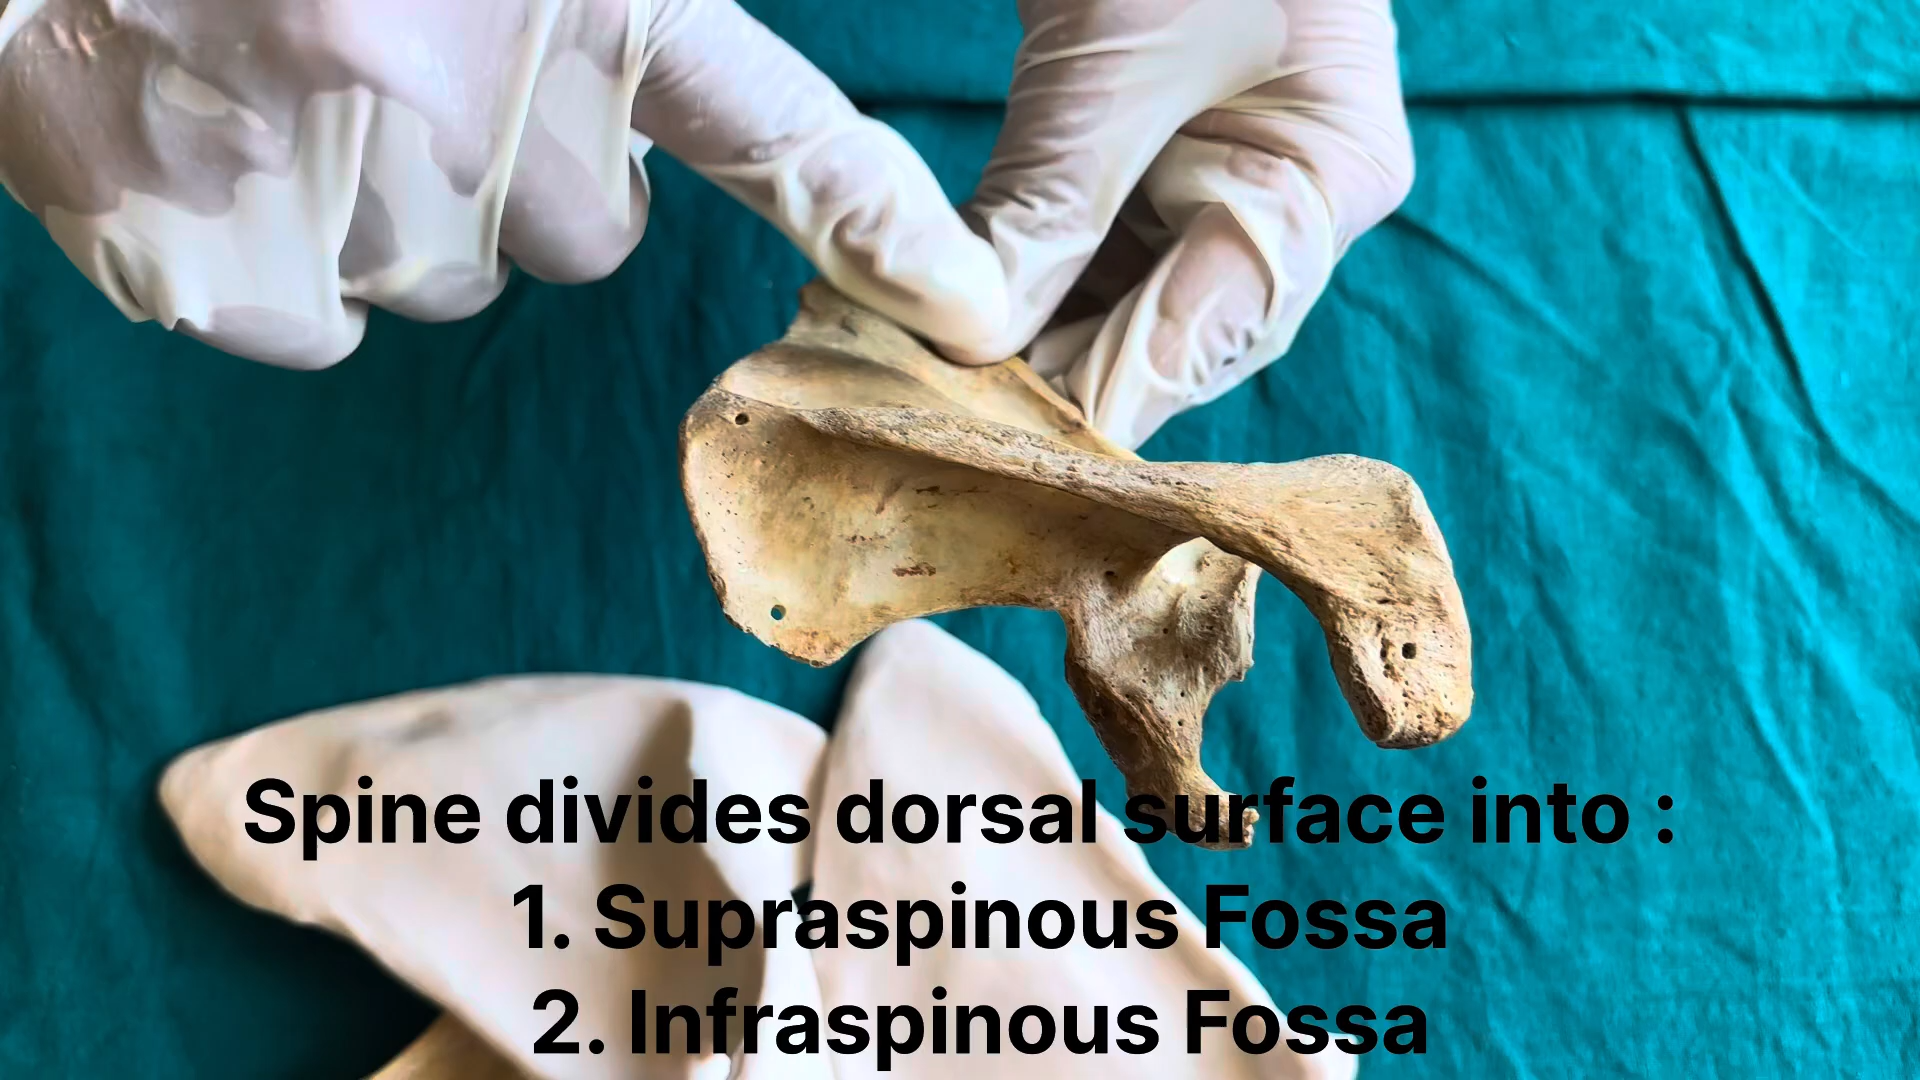 Spine divides dorsal surface into :
1. Supraspinous Fossa
2. Infraspinous Fossa